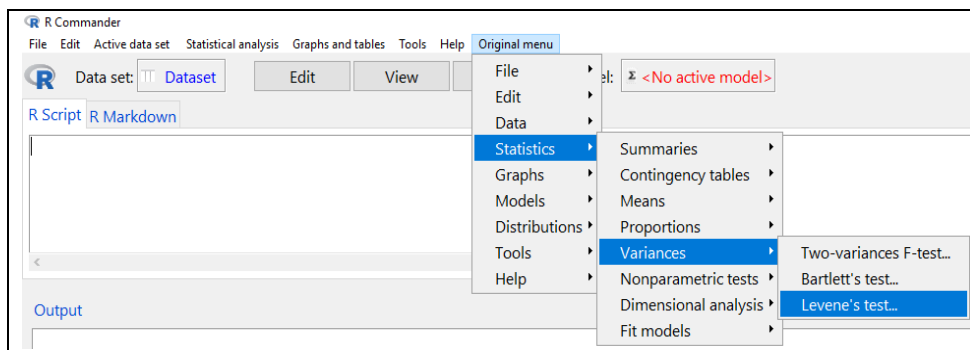 R Commander
File Edit Active data set Statistical analysis Graphs and tables Tools Help Original menu
R Data set: Dataset Edit View el: Σ <No active model>
R Script R Markdown
File
Edit
Data
Statistics
Graphs
Models
Distributions
Tools
Help
Summaries
Contingency tables
Means
Proportions
Variances
Nonparametric tests
Dimensional analysis
Fit models
Two-variances F-test...
Bartlett's test...
Levene's test...
Output